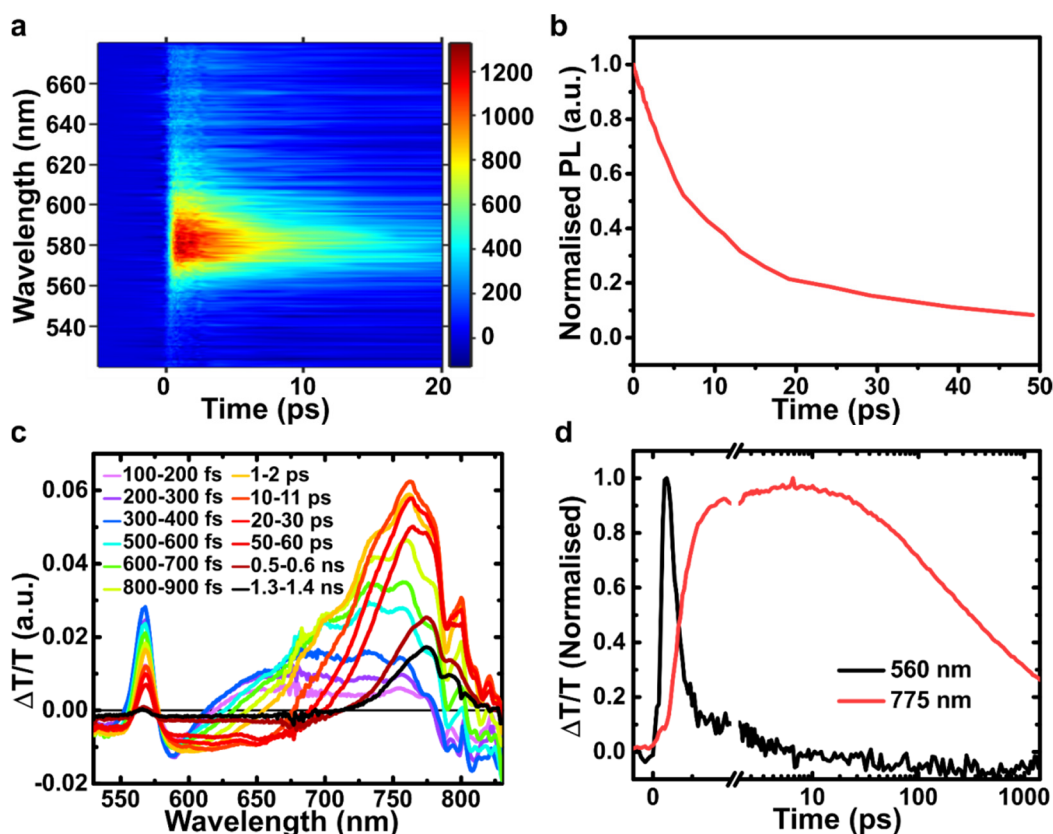 a
Wavelength (nm)
660
640
620
600
580
560
540
0
10
20
Time (ps)
1200
1000
800
600
400
200
0
b
Normalised PL (a.u.)
1.0
0.8
0.6
0.4
0.2
0.0
0
10
20
30
40
50
Time (ps)
c
ΔT/T (a.u.)
0.06
0.04
0.02
0.00
-0.02
100-200 fs
200-300 fs
300-400 fs
500-600 fs
600-700 fs
800-900 fs
1-2 ps
10-11 ps
20-30 ps
50-60 ps
0.5-0.6 ns
1.3-1.4 ns
550
600
650
700
750
800
Wavelength (nm)
d
ΔT/T (Normalised)
1.0
0.8
0.6
0.4
0.2
0.0
560 nm
775 nm
0
10
100
1000
Time (ps)